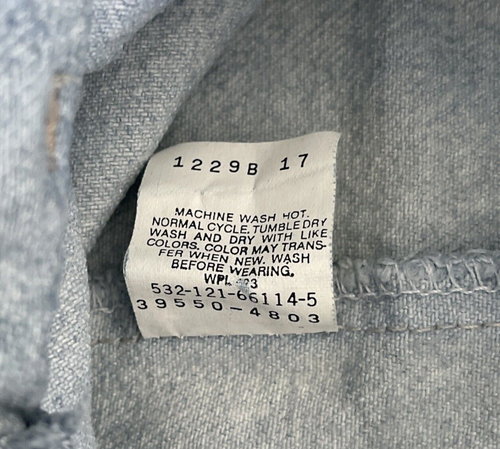 1229B 17
MACHINE WASH HOT.
NORMAL CYCLE. TUMBLE DRY
WASH AND DRY WITH LIKE
COLORS. COLOR MAY TRANS-
FER WHEN NEW. WASH
BEFORE WEARING.
WPL
532-121-66114-5
39550-4803